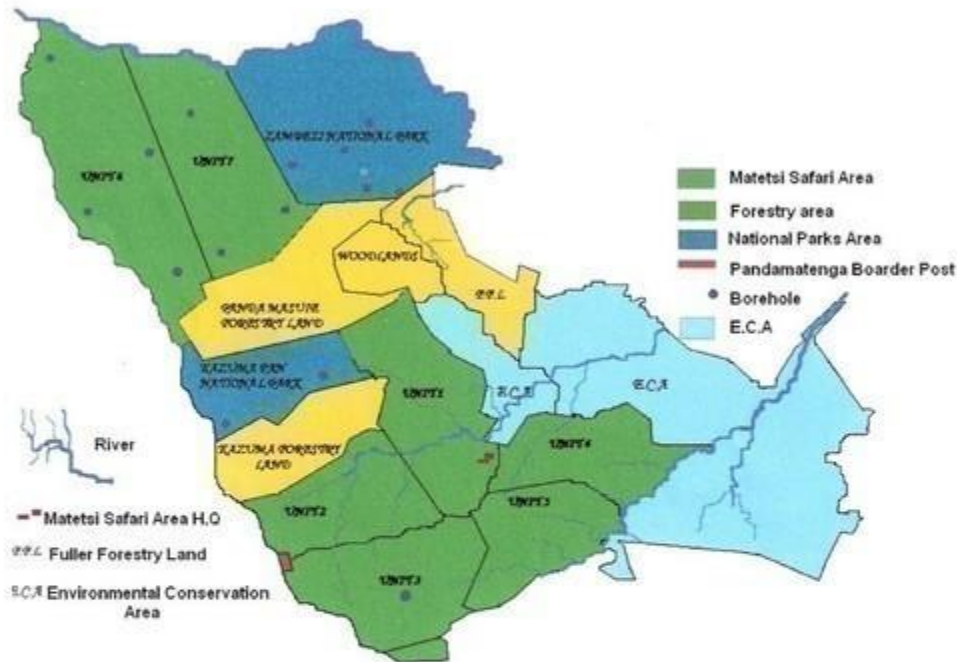 ZAMBEZI NATIONAL PARK
UNIT 6
UNIT 7
WOODLANDS
F.F.L
PANDA MASUIE
FORESTRY LAND
KAZUMA PAN
NATIONAL PARK
UNIT 1
E.C.A
E.C.A
KAZUMA FORESTRY
LAND
UNIT 4
UNIT 2
UNIT 5
UNIT 3
Matetsi Safari Area
Forestry area
National Parks Area
Pandamatenga Boarder Post
Borehole
E.C.A
River
Matetsi Safari Area H.Q
F.F.L Fuller Forestry Land
E.C.A Environmental Conservation
Area